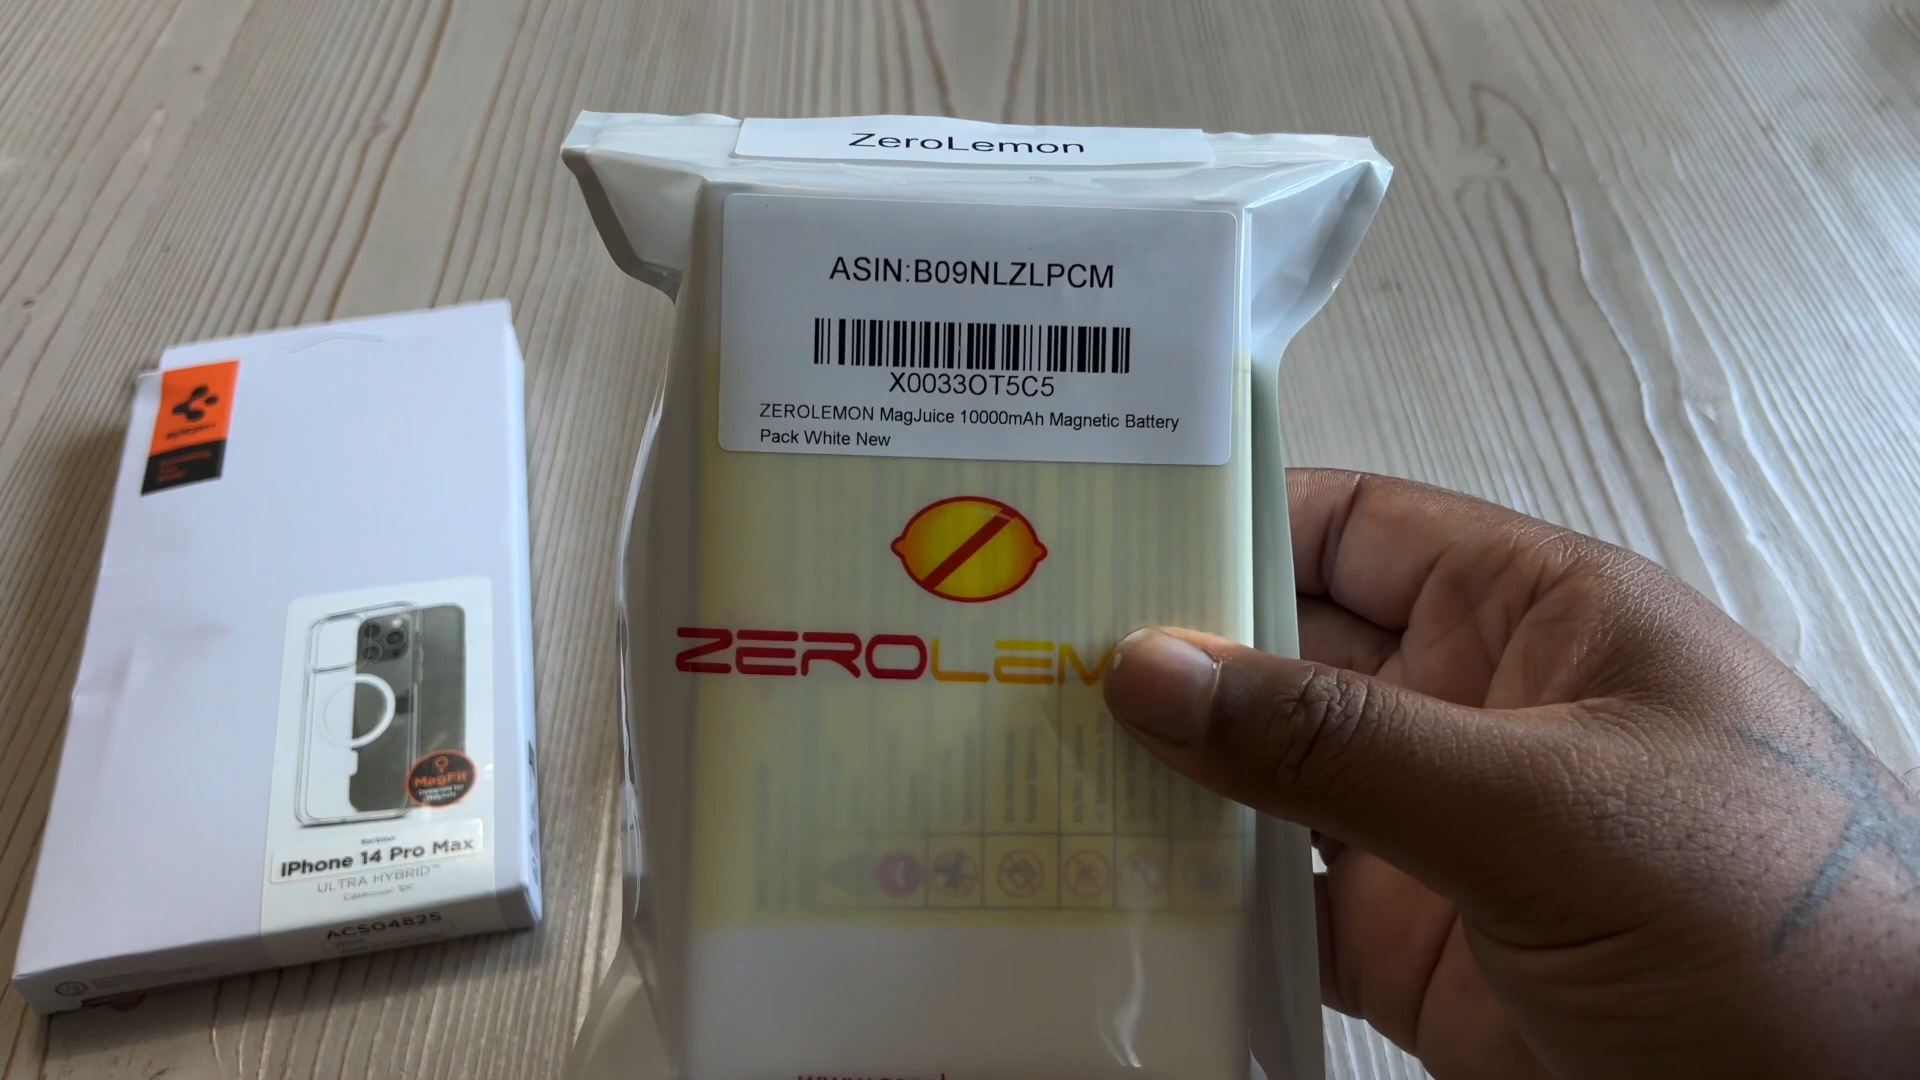 ZeroLemon
ASIN:B09NLZLPCM
X0033OT5C5
ZEROLEMON MagJuice 10000mAh Magnetic Battery
Pack White New
ZEROLEM
MagFit
iPhone 14 Pro Max
ULTRA HYBRID™
ACS04825